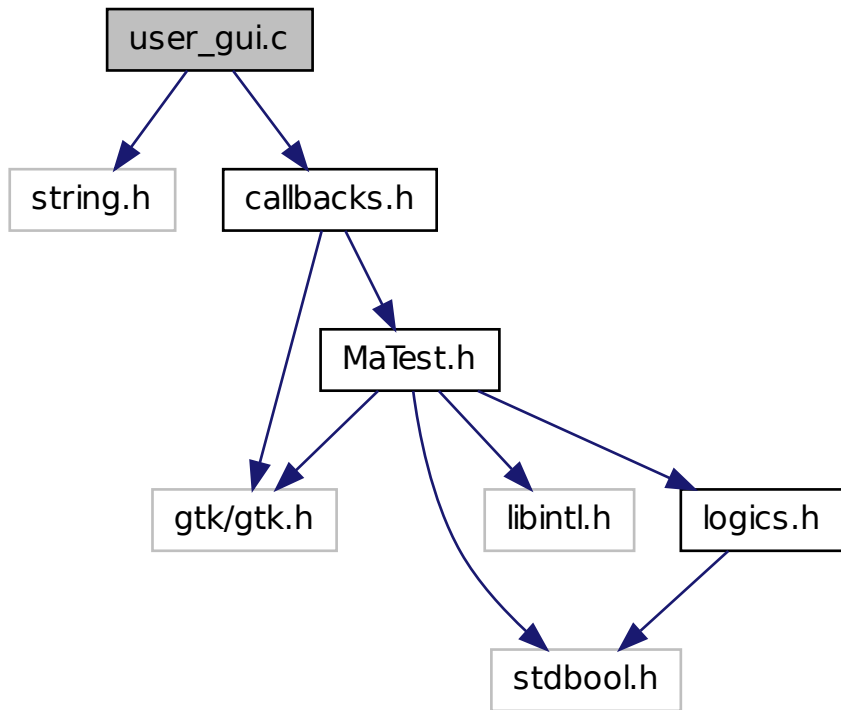 user_gui.c
string.h
callbacks.h
MaTest.h
gtk/gtk.h
libintl.h
logics.h
stdbool.h